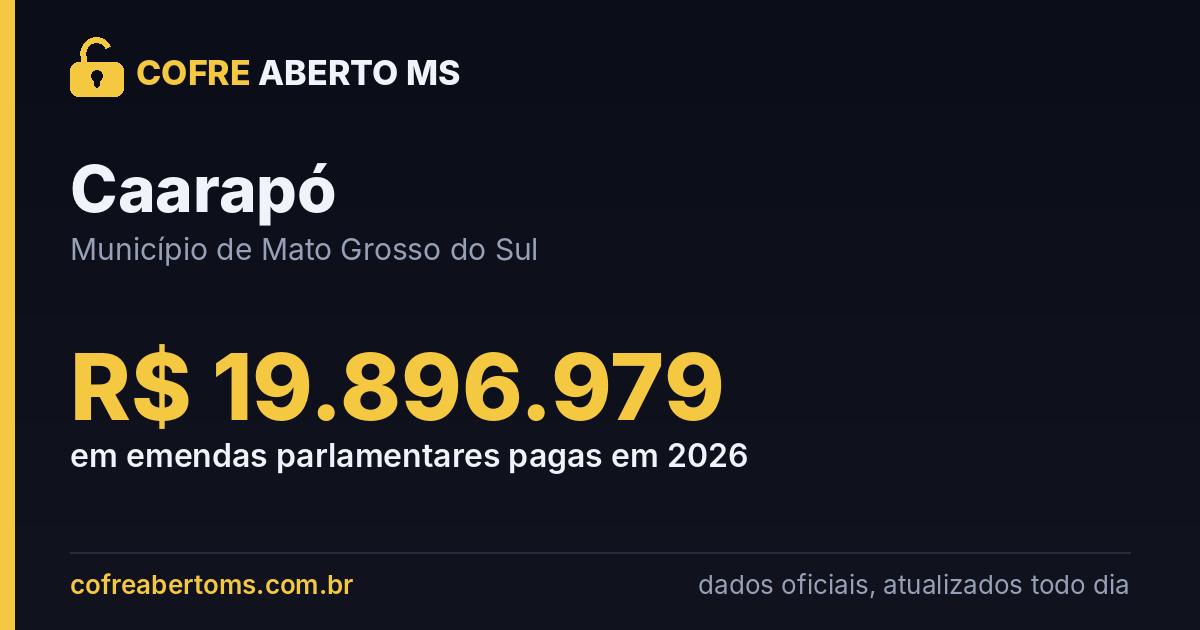 COFRE ABERTO MS
Caarapó
Município de Mato Grosso do Sul
R$ 19.896.979
em emendas parlamentares pagas em 2026
cofreabertoms.com.br
dados oficiais, atualizados todo dia